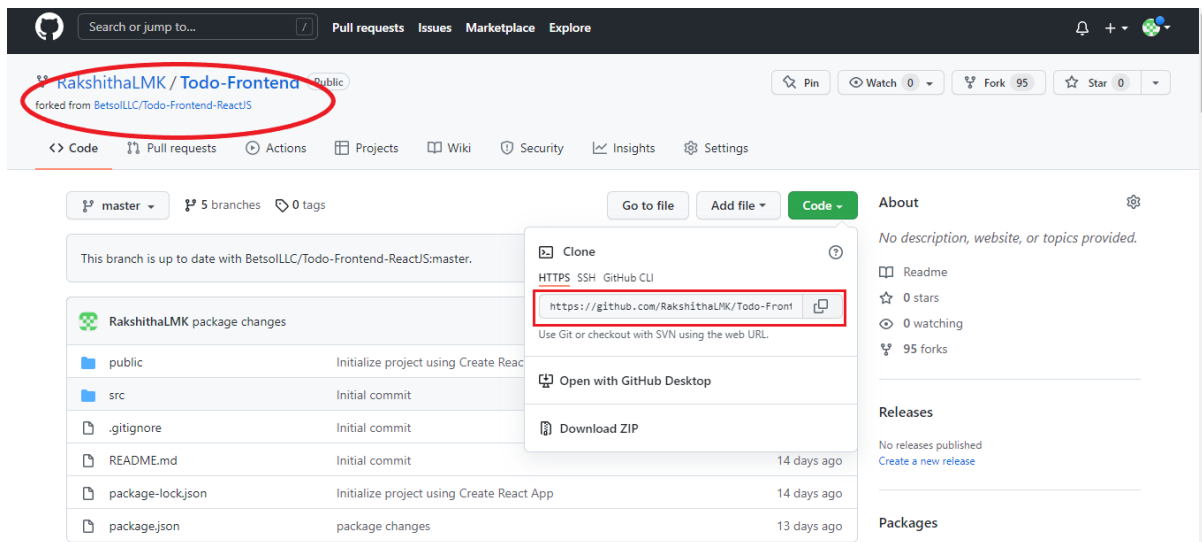 Search or jump to... / Pull requests Issues Marketplace Explore
RakshithaLMK / Todo-Frontend Public Pin Watch 0 Fork 95 Star 0
forked from BetsolLLC/Todo-Frontend-ReactJS
<> Code Pull requests Actions Projects Wiki Security Insights Settings
master 5 branches 0 tags Go to file Add file Code
About
No description, website, or topics provided.
This branch is up to date with BetsolLLC/Todo-Frontend-ReactJS:master.
Clone
HTTPS SSH GitHub CLI
https://github.com/RakshithaLMK/Todo-Front
Use Git or checkout with SVN using the web URL.
Open with GitHub Desktop
Download ZIP
RakshithaLMK package changes
public Initialize project using Create Reac
src Initial commit
.gitignore Initial commit
README.md Initial commit 14 days ago
package-lock.json Initialize project using Create React App 14 days ago
package.json package changes 13 days ago
Readme
0 stars
0 watching
95 forks
Releases
No releases published
Create a new release
Packages